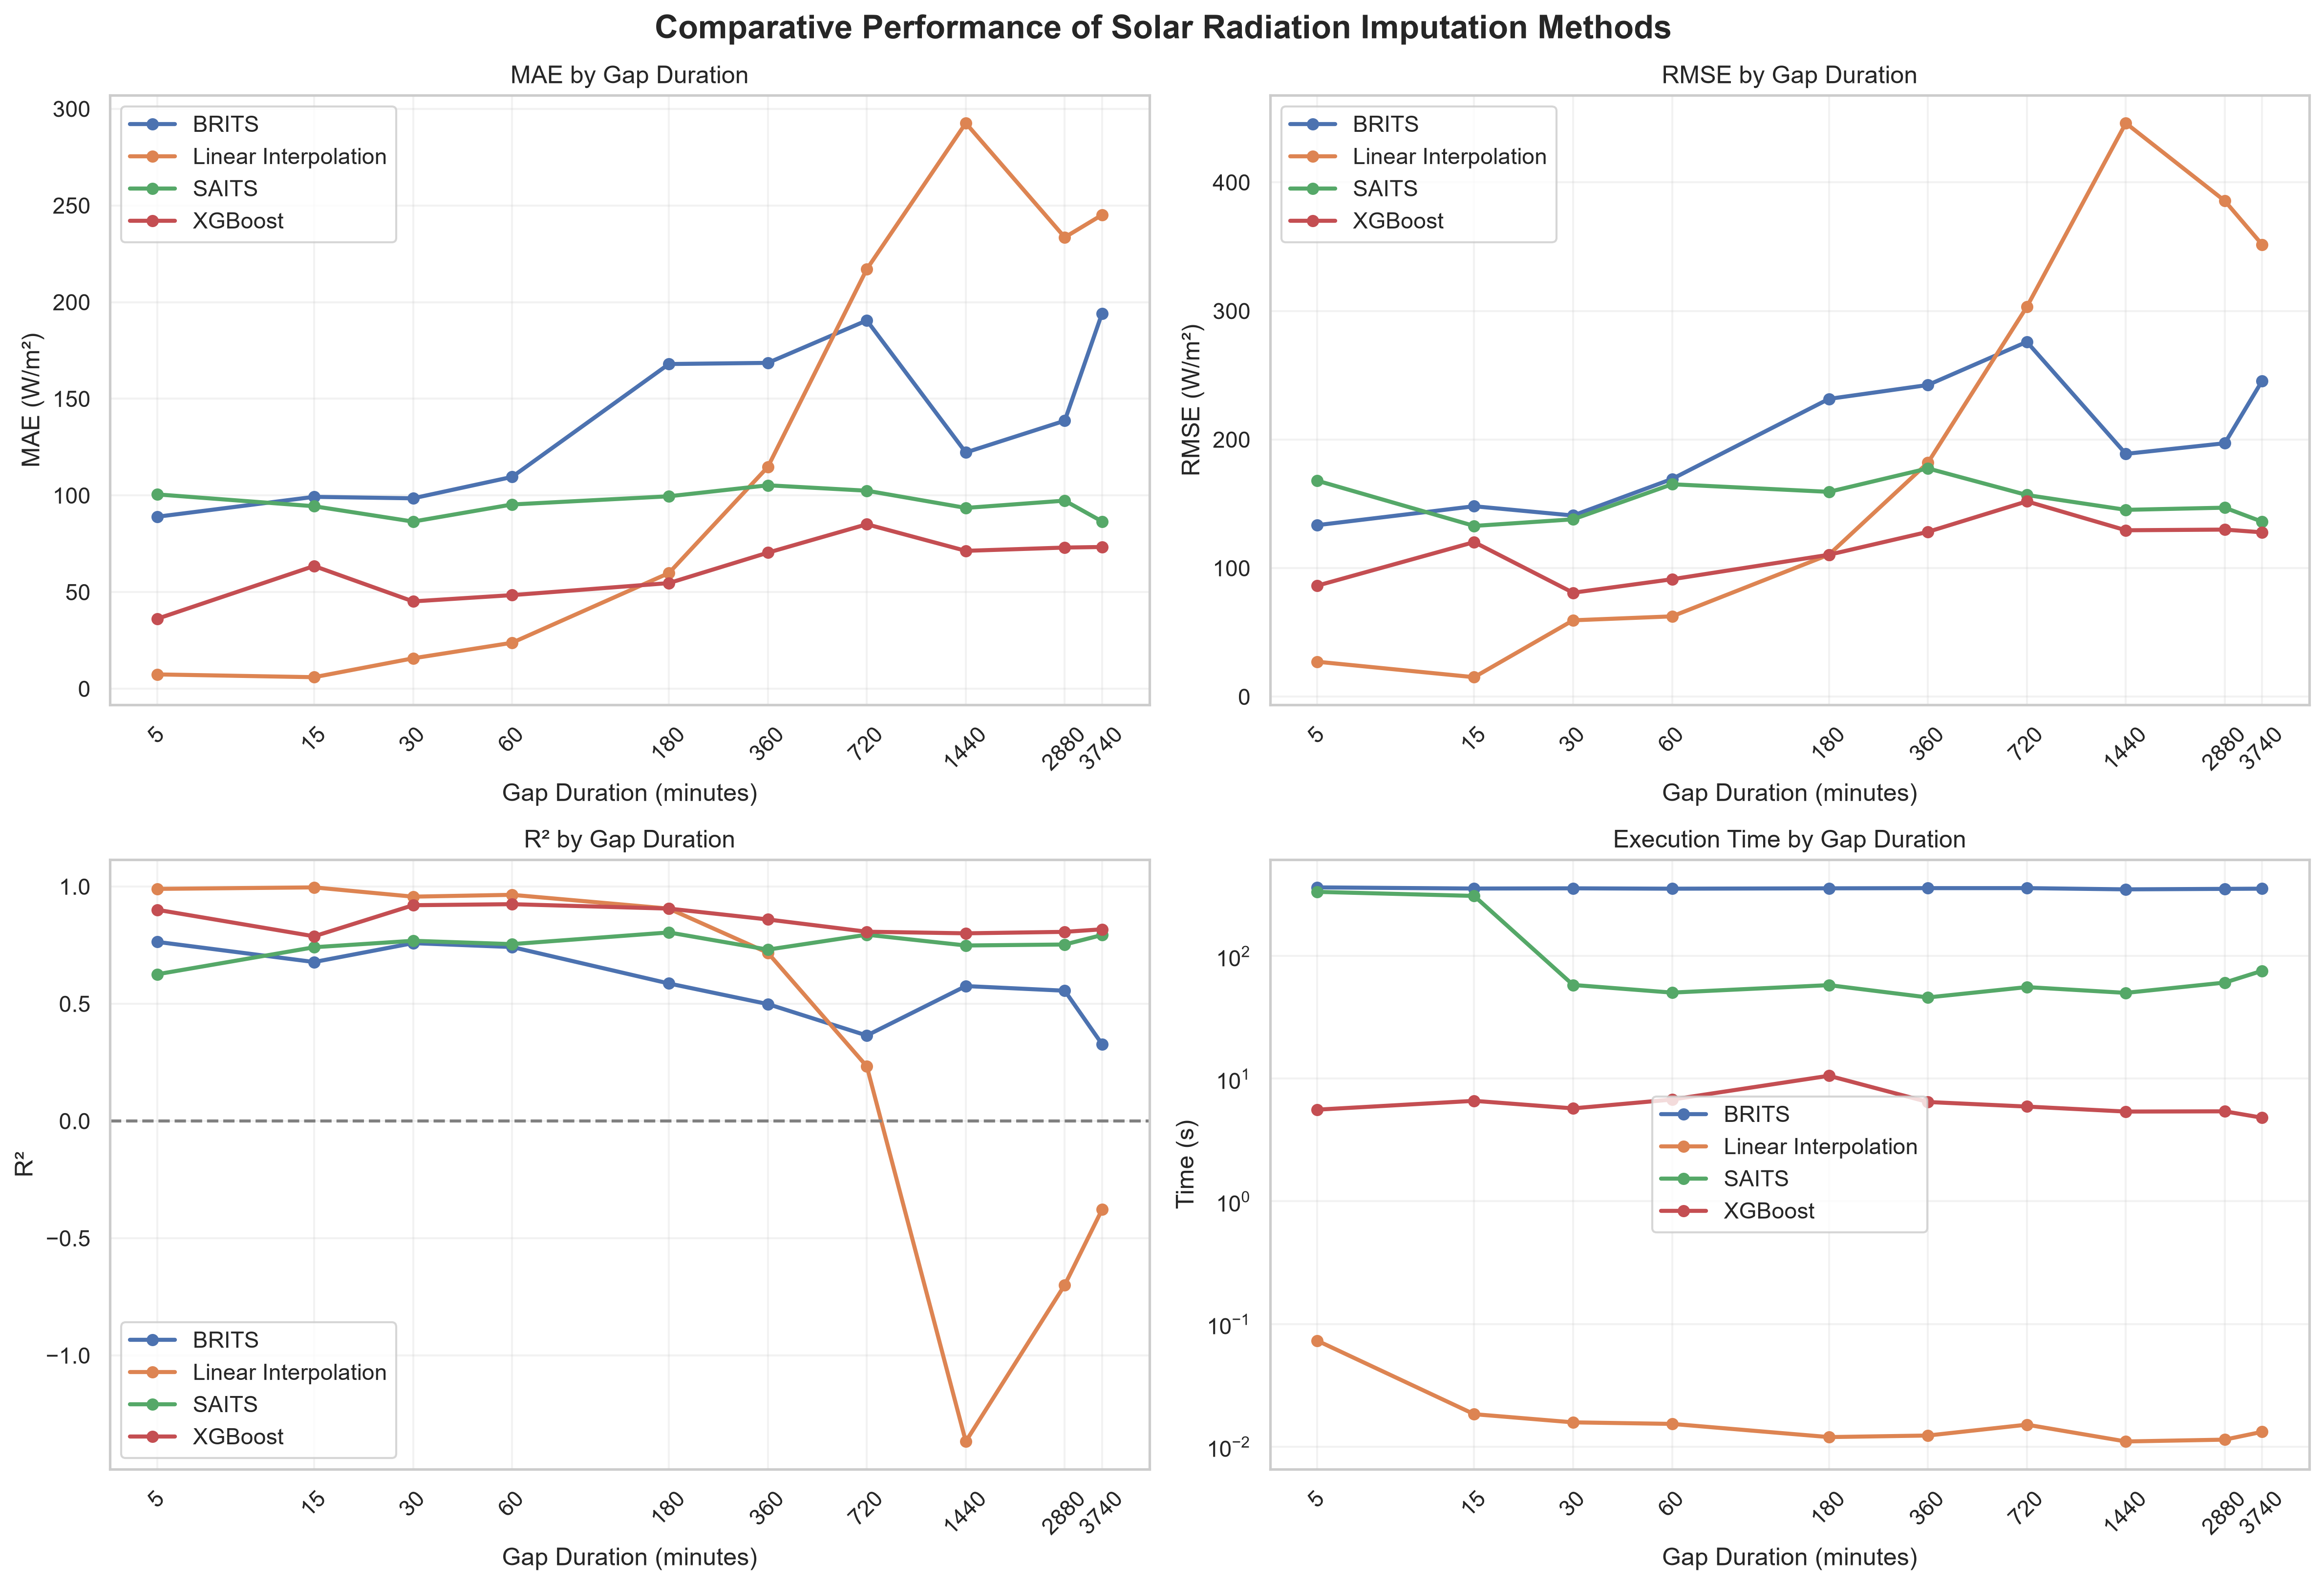 Comparative Performance of Solar Radiation Imputation Methods
MAE by Gap Duration
300
250
200
150
100
50
0
MAE (W/m²)
BRITS
Linear Interpolation
SAITS
XGBoost
5
15
30
60
180
360
720
1440
2880
3740
Gap Duration (minutes)
RMSE by Gap Duration
400
300
200
100
0
RMSE (W/m²)
BRITS
Linear Interpolation
SAITS
XGBoost
5
15
30
60
180
360
720
1440
2880
3740
Gap Duration (minutes)
R² by Gap Duration
1.0
0.5
0.0
−0.5
−1.0
R²
BRITS
Linear Interpolation
SAITS
XGBoost
5
15
30
60
180
360
720
1440
2880
3740
Gap Duration (minutes)
Execution Time by Gap Duration
10²
10¹
10⁰
10⁻¹
10⁻²
Time (s)
BRITS
Linear Interpolation
SAITS
XGBoost
5
15
30
60
180
360
720
1440
2880
3740
Gap Duration (minutes)